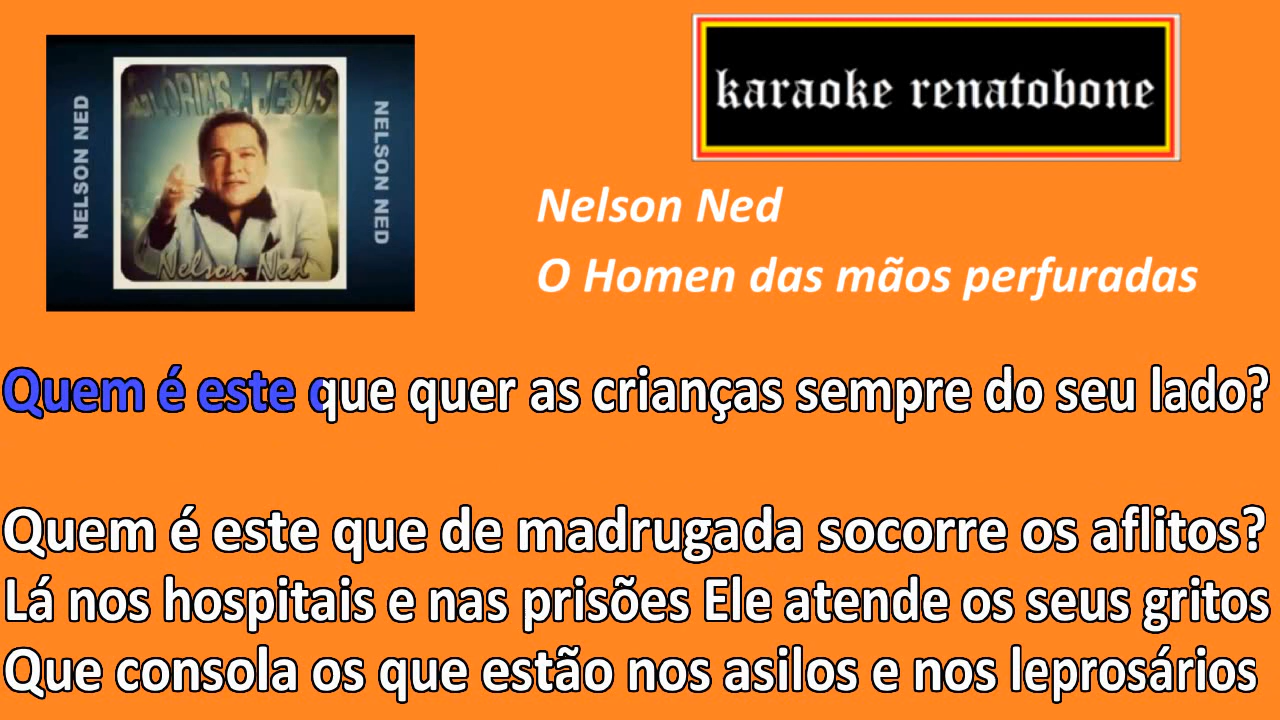 GLÓRIAS A JESUS
NELSON NED
NELSON NED
Nelson Ned
karaoke renatobone
Nelson Ned
O Homen das mãos perfuradas
Quem é este que quer as crianças sempre do seu lado?
Quem é este que de madrugada socorre os aflitos?
Lá nos hospitais e nas prisões Ele atende os seus gritos
Que consola os que estão nos asilos e nos leprosários